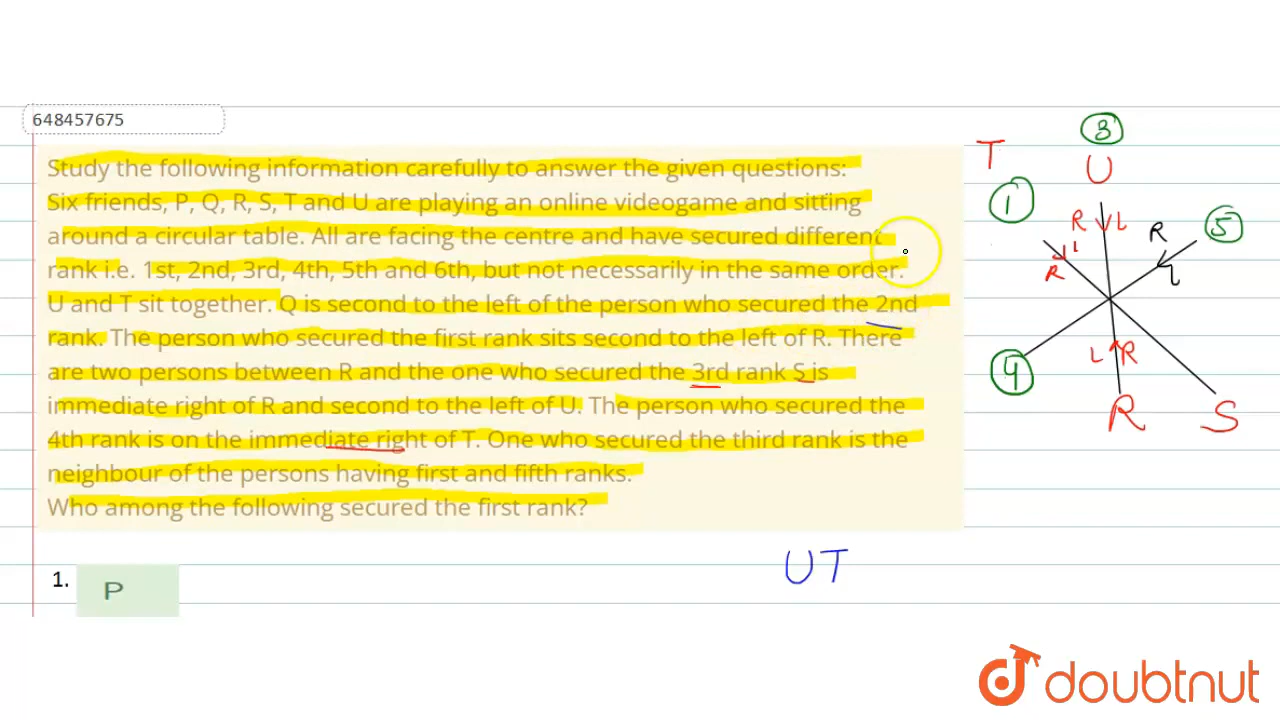 648457675
Study the following information carefully to answer the given questions:
Six friends, P, Q, R, S, T and U are playing an online videogame and sitting
around a circular table. All are facing the centre and have secured different
rank i.e. 1st, 2nd, 3rd, 4th, 5th and 6th, but not necessarily in the same order.
U and T sit together. Q is second to the left of the person who secured the 2nd
rank. The person who secured the first rank sits second to the left of R. There
are two persons between R and the one who secured the 3rd rank S is
immediate right of R and second to the left of U. The person who secured the
4th rank is on the immediate right of T. One who secured the third rank is the
neighbour of the persons having first and fifth ranks.
Who among the following secured the first rank?
1. P
U T
3
T U
1 5
R L R
R L L
4 L R
R S
doubtnut